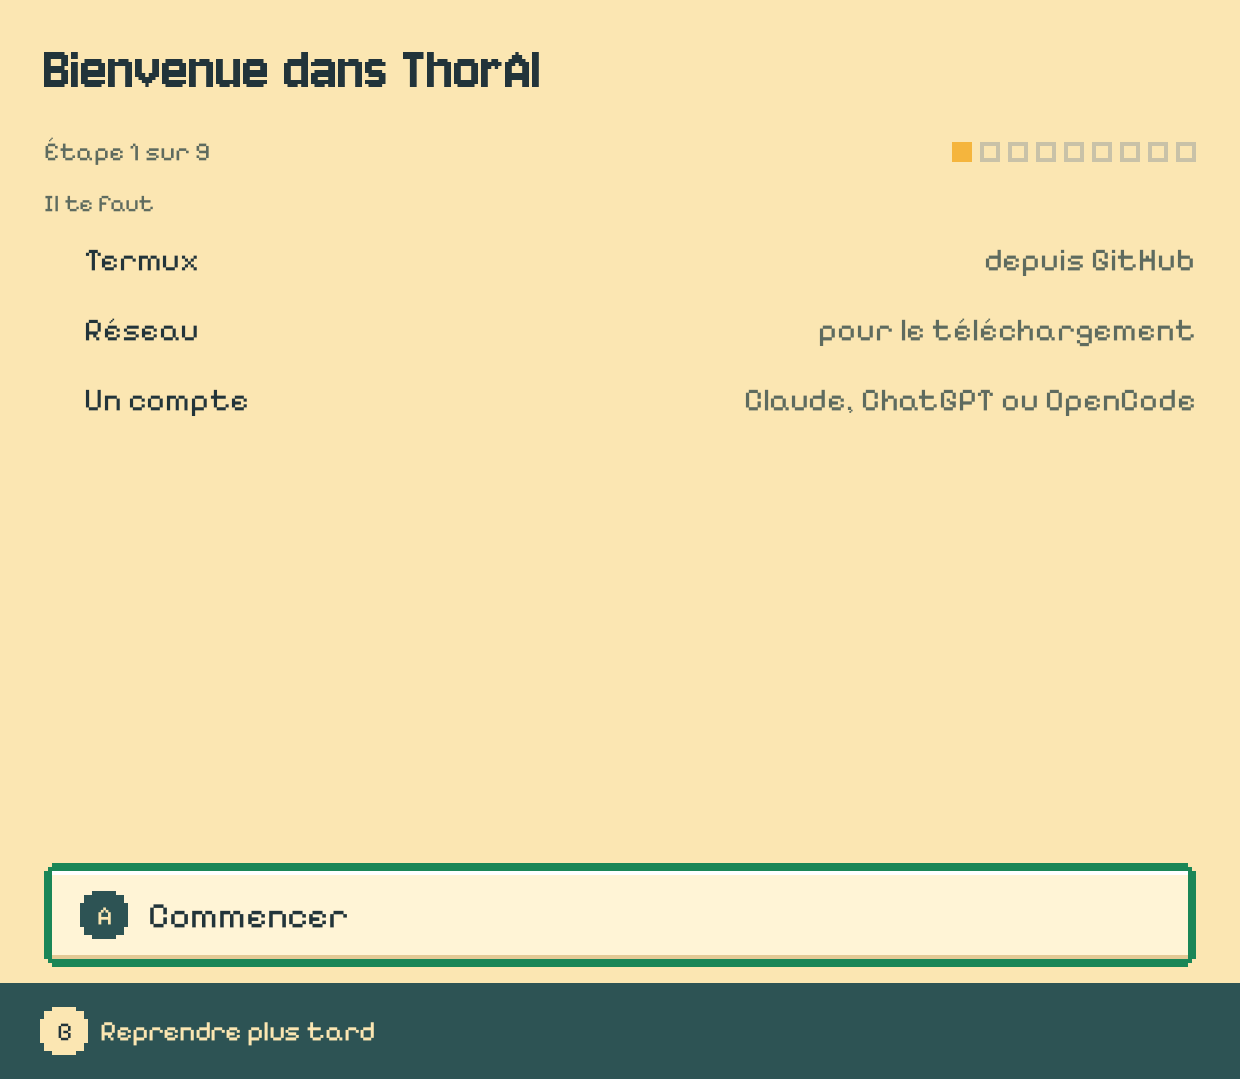 Bienvenue dans ThorAI
Étape 1 sur 9
Il te faut
Termux depuis GitHub
Réseau pour le téléchargement
Un compte Claude, ChatGPT ou OpenCode
A Commencer
B Reprendre plus tard